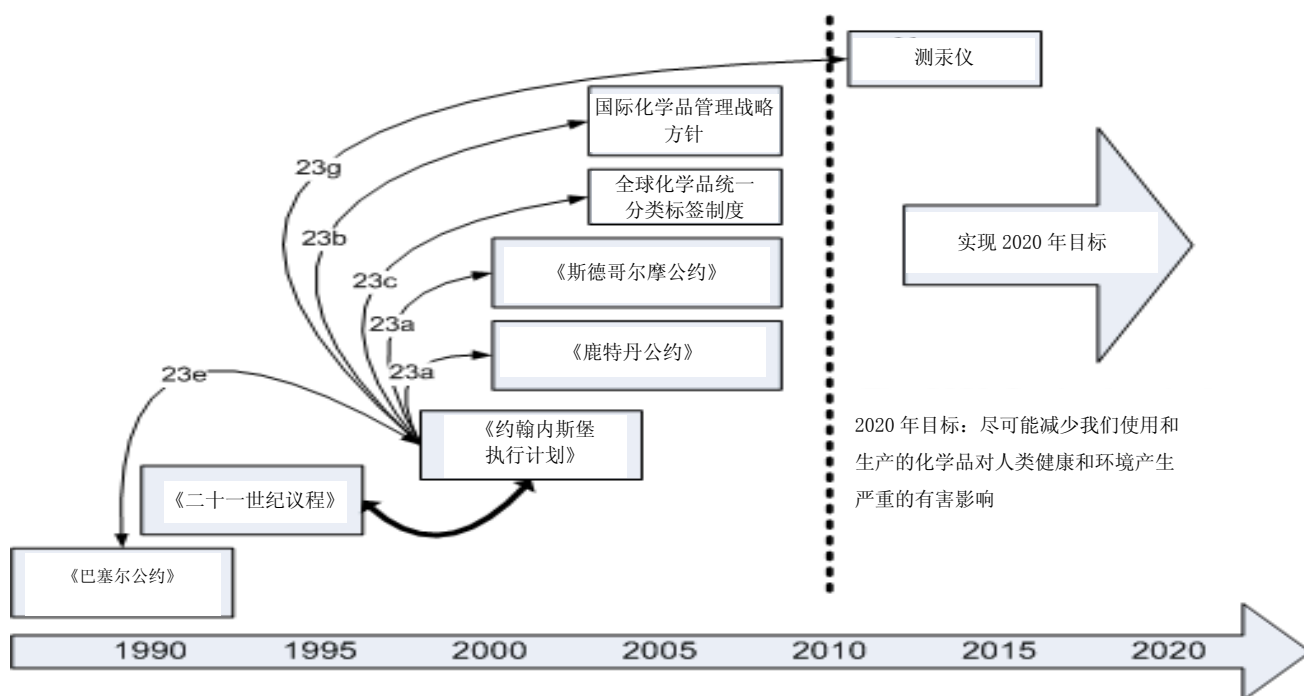 测汞仪
国际化学品管理战略
方针
23g
全球化学品统一
分类标签制度
23b
《斯德哥尔摩公约》
实现 2020 年目标
23c
23a
《鹿特丹公约》
23a
23e
《约翰内斯堡
执行计划》
2020 年目标：尽可能减少我们使用和
生产的化学品对人类健康和环境产生
严重的有害影响
《二十一世纪议程》
《巴塞尔公约》
1990 1995 2000 2005 2010 2015 2020